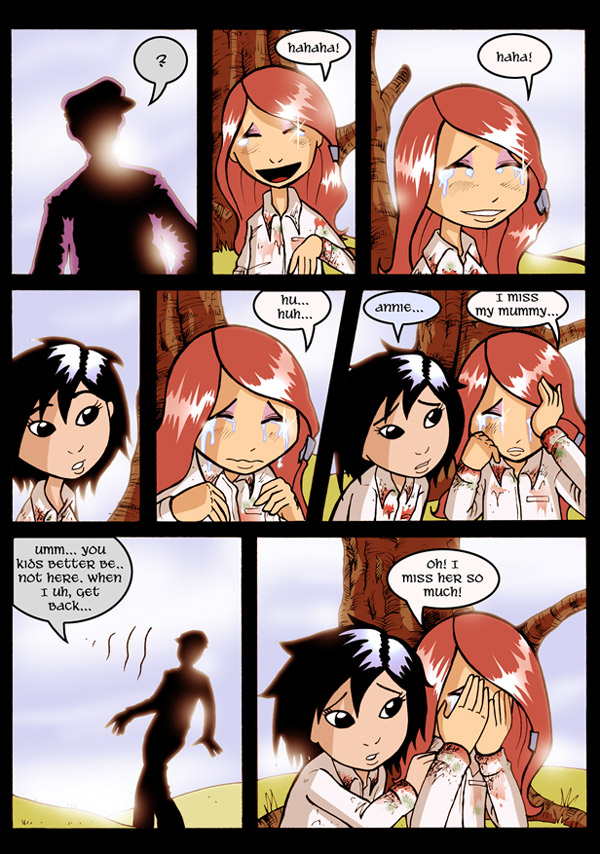 ?
hahaha!
haha!
hu...
huh...
Annie...
I miss
my mummy...
umm... you
kids better be..
not here, when
I uh, get
back...
Oh! I
miss her so
much!